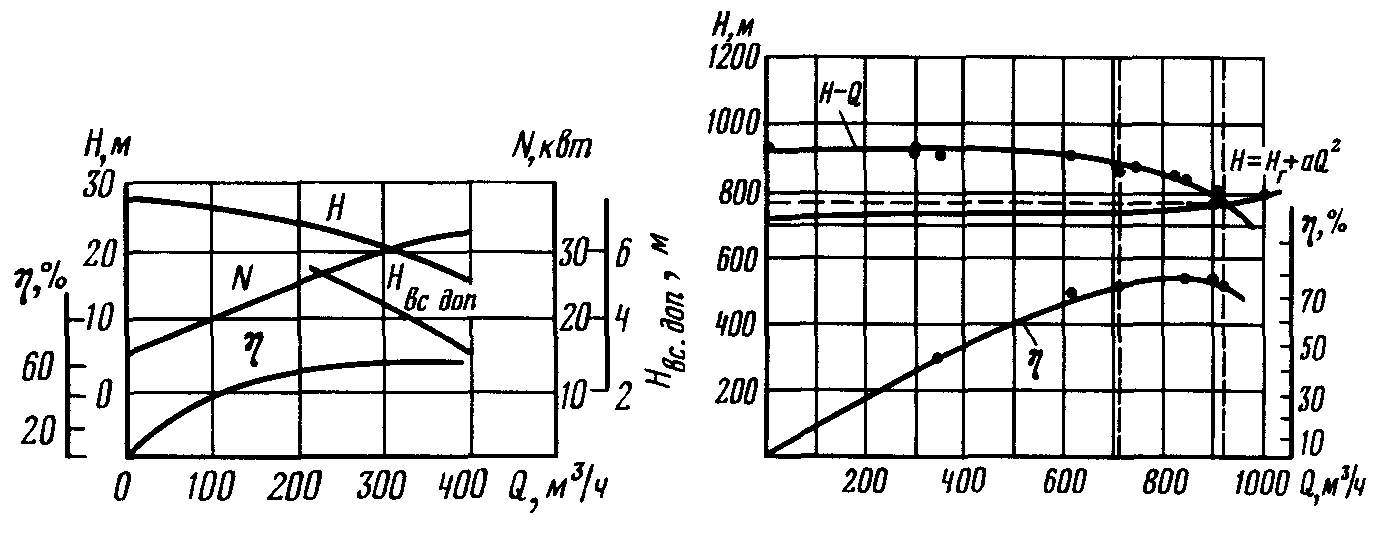 H, м
N, квт
30
H
20
30
6
η, %
N
H вс доп
10
20
4
60
η
H вс. доп, м
0
10
2
20
0 100 200 300 400 Q, м³/ч
H, м
1200
H–Q
1000
H = Hг + aQ²
800
η, %
600
70
400
50
η
200
30
10
200 400 600 800 1000 Q, м³/ч